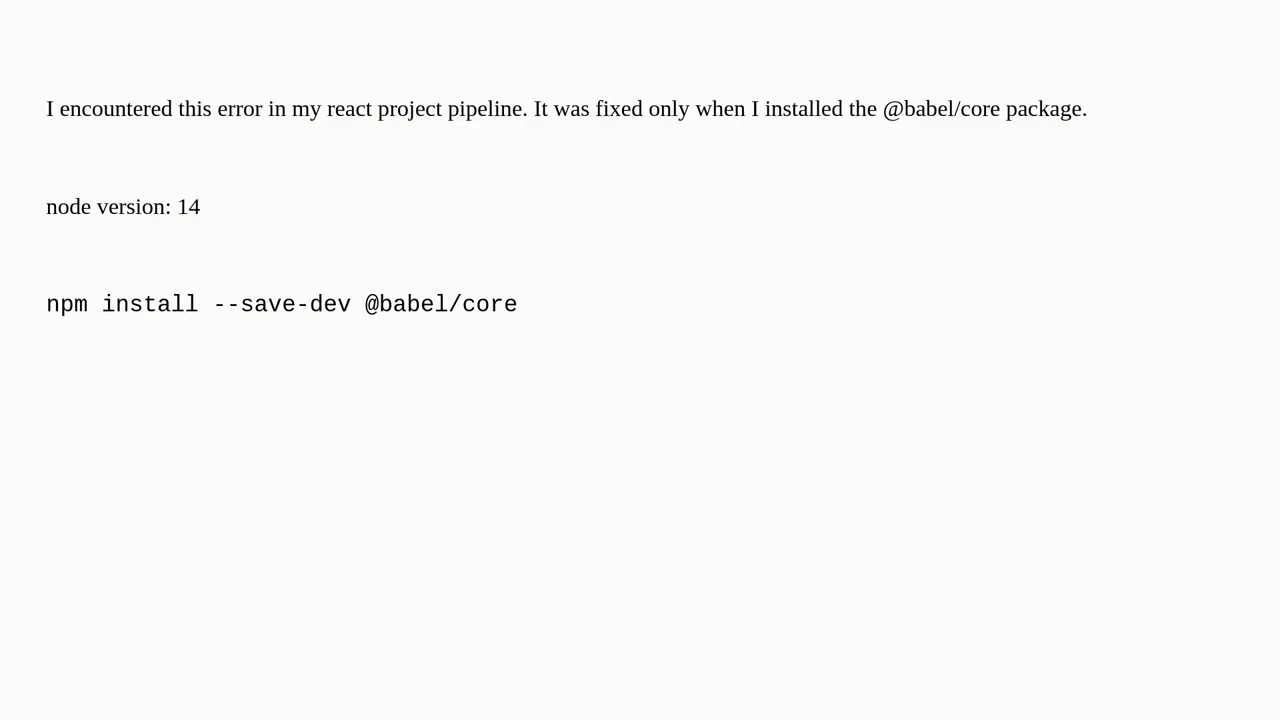 I encountered this error in my react project pipeline. It was fixed only when I installed the @babel/core package.
node version: 14
npm install --save-dev @babel/core